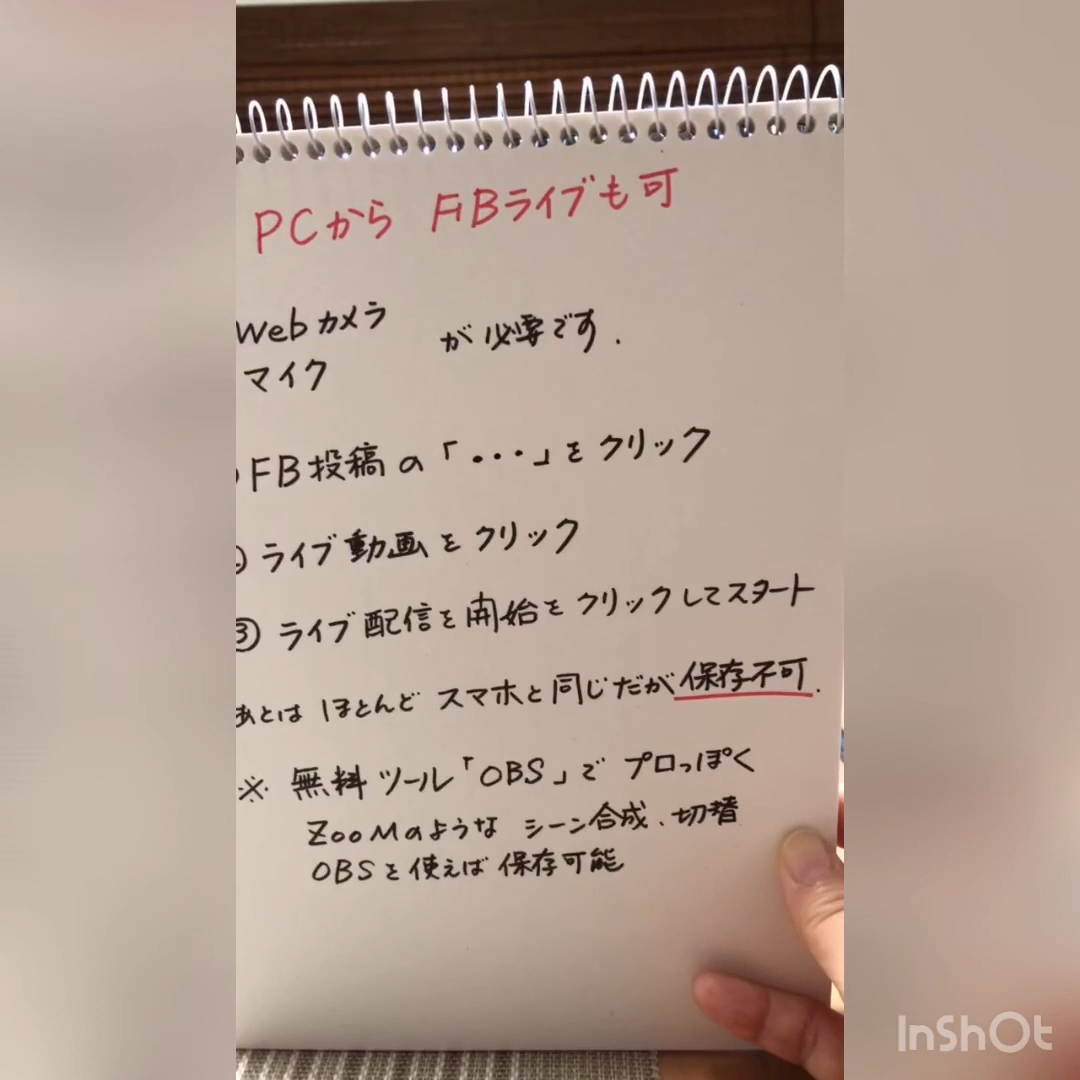 PCから FBライブも可
Webカメラ
マイク
が必要です.
FB投稿の「・・・」をクリック
② ライブ動画をクリック
③ ライブ配信を開始をクリックしてスタート
あとは ほとんど スマホと同じだが保存不可.
※ 無料ツール「OBS」で プロっぽく
ZOOMのような シーン合成、切替
OBSを使えば 保存可能
InShOt